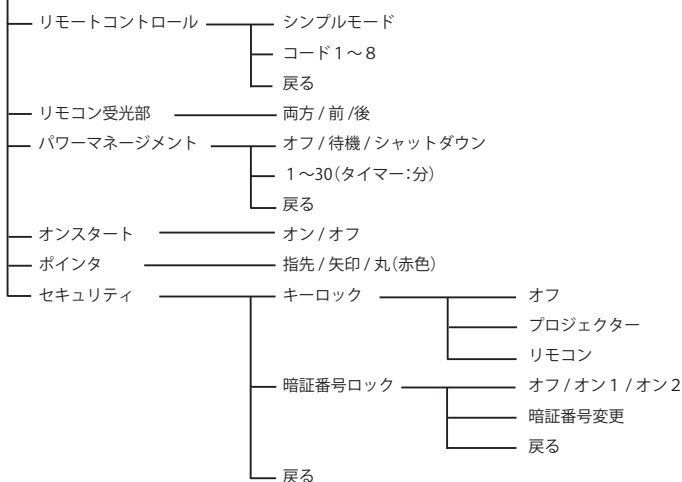 リモートコントロール シンプルモード
コード１～８
戻る
リモコン受光部 両方 / 前 /後
パワーマネージメント オフ / 待機 / シャットダウン
１～30（タイマー：分）
戻る
オンスタート オン / オフ
ポインタ 指先 / 矢印 / 丸（赤色）
セキュリティ キーロック オフ
プロジェクター
リモコン
暗証番号ロック オフ / オン１ / オン２
暗証番号変更
戻る
戻る